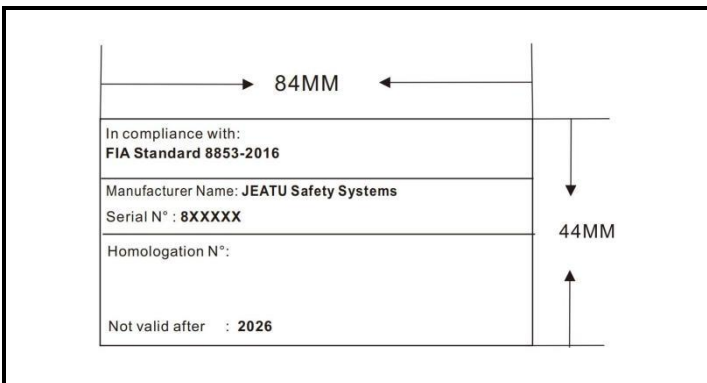 84MM
In compliance with:
FIA Standard 8853-2016
Manufacturer Name: JEATU Safety Systems
Serial N° : 8XXXXX
44MM
Homologation N°:
Not valid after : 2026